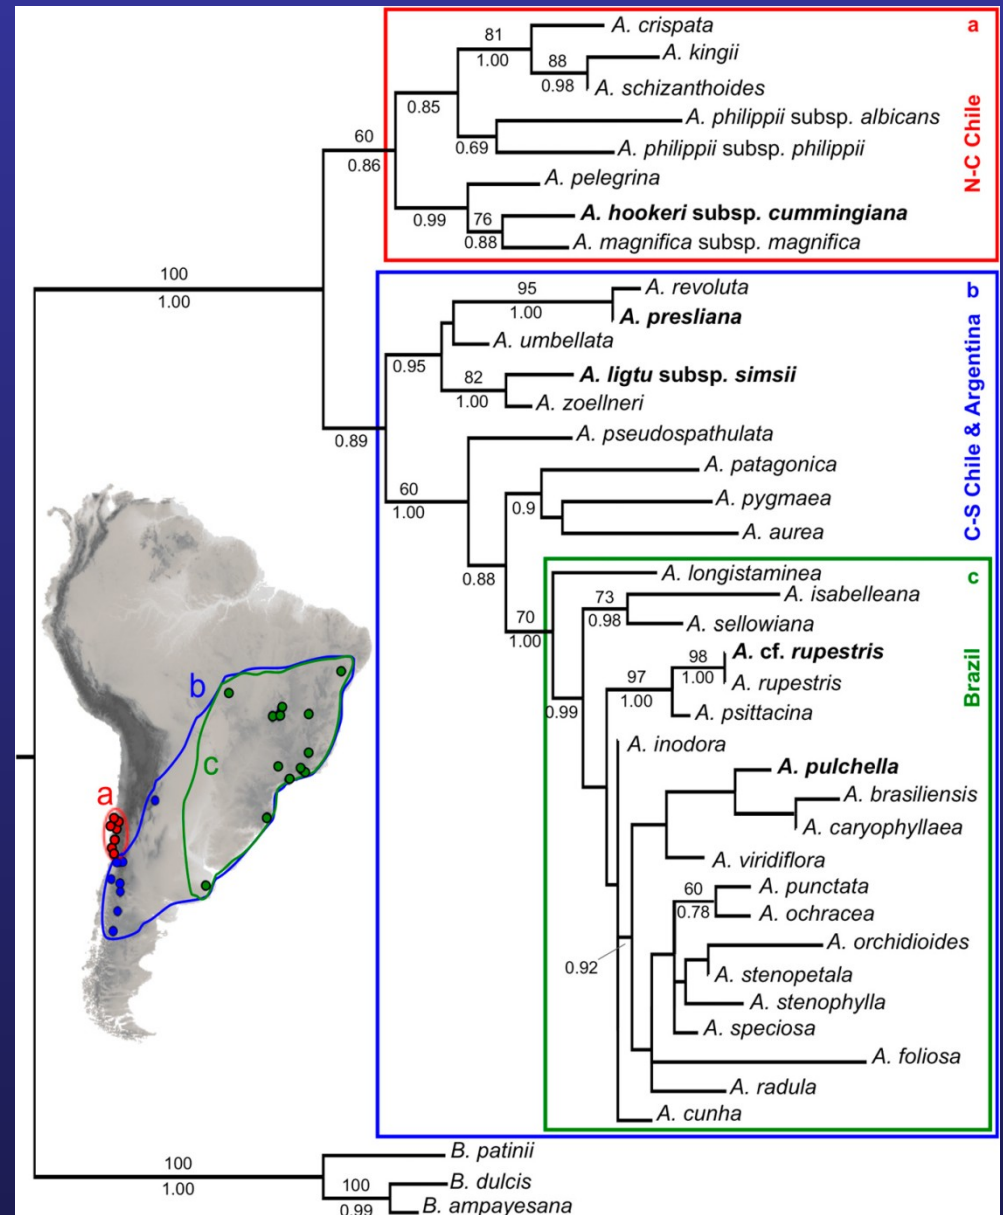 a
N-C Chile
A. crispata
81
1.00
88
0.98
A. kingii
A. schizanthoides
0.85
A. philippii subsp. albicans
0.69
A. philippii subsp. philippii
60
0.86
A. pelegrina
0.99
76
0.88
A. hookeri subsp. cummingiana
A. magnifica subsp. magnifica
100
1.00
b
C-S Chile & Argentina
95
1.00
A. revoluta
A. presliana
A. umbellata
0.95
82
1.00
A. ligtu subsp. simsii
A. zoellneri
0.89
A. pseudospathulata
60
1.00
A. patagonica
0.9
A. pygmaea
A. aurea
0.88
c
Brazil
70
1.00
A. longistaminea
73
0.98
A. isabelleana
A. sellowiana
0.99
97
1.00
98
1.00
A. cf. rupestris
A. rupestris
A. psittacina
A. inodora
A. pulchella
A. brasiliensis
A. caryophyllaea
A. viridiflora
60
0.78
A. punctata
A. ochracea
0.92
A. orchidioides
A. stenopetala
A. stenophylla
A. speciosa
A. foliosa
A. radula
A. cunha
b
c
a
100
1.00
B. patinii
100
0.99
B. dulcis
B. ampayesana